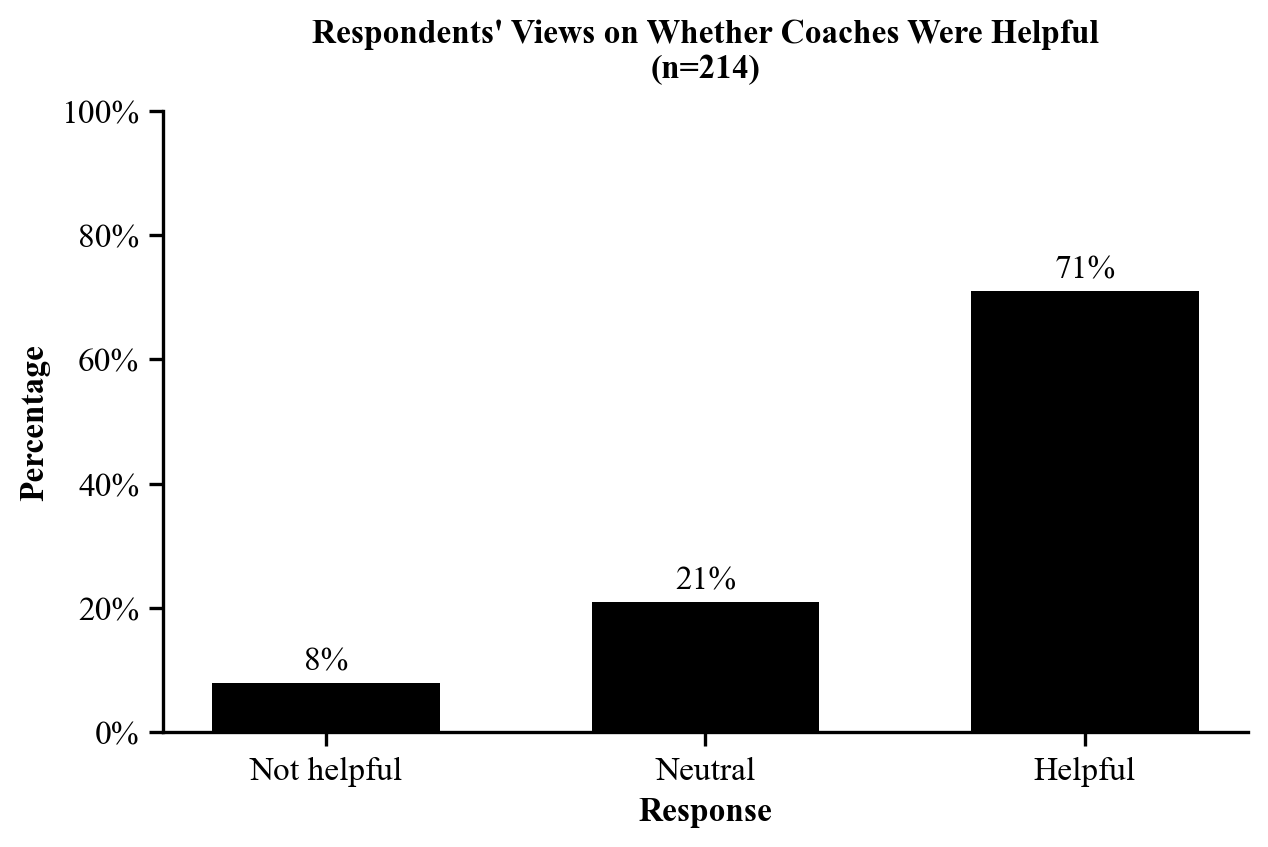 Respondents' Views on Whether Coaches Were Helpful
(n=214)
100%
80%
60%
40%
20%
0%
Percentage
8%
21%
71%
Not helpful
Neutral
Helpful
Response